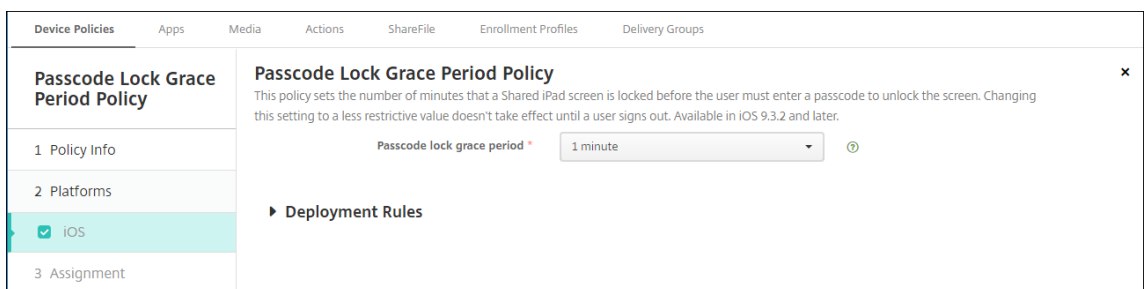 Device Policies Apps Media Actions ShareFile Enrollment Profiles Delivery Groups
Passcode Lock Grace
Period Policy
1 Policy Info
2 Platforms
iOS
3 Assignment
Passcode Lock Grace Period Policy
This policy sets the number of minutes that a Shared iPad screen is locked before the user must enter a passcode to unlock the screen. Changing
this setting to a less restrictive value doesn't take effect until a user signs out. Available in iOS 9.3.2 and later.
Passcode lock grace period * 1 minute
Deployment Rules